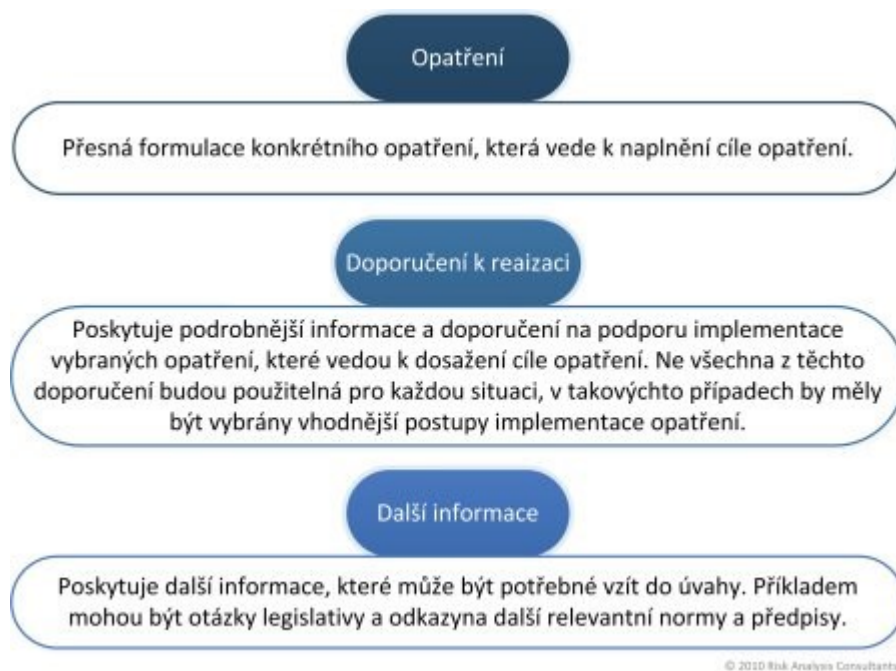 Opatření
Přesná formulace konkrétního opatření, která vede k naplnění cíle opatření.
Doporučení k reaizaci
Poskytuje podrobnější informace a doporučení na podporu implementace
vybraných opatření, které vedou k dosažení cíle opatření. Ne všechna z těchto
doporučení budou použitelná pro každou situaci, v takovýchto případech by měly
být vybrány vhodnější postupy implementace opatření.
Další informace
Poskytuje další informace, které může být potřebné vzít do úvahy. Příkladem
mohou být otázky legislativy a odkazyna další relevantní normy a předpisy.
© 2010 Risk Analysis Consultants